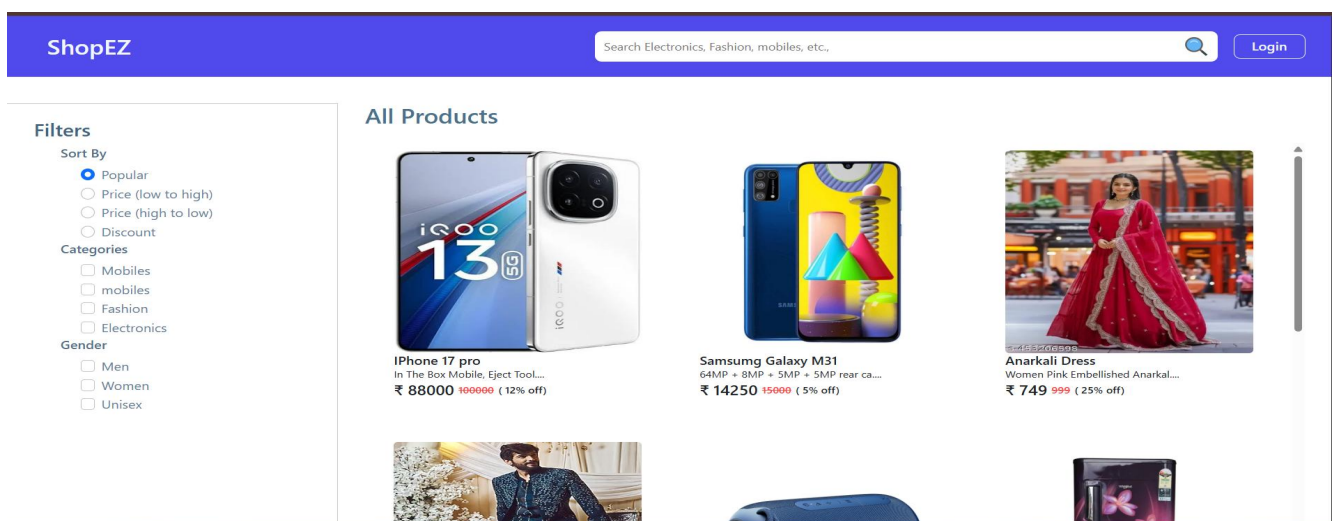 ShopEZ
Search Electronics, Fashion, mobiles, etc.,
Login
Filters
Sort By
Popular
Price (low to high)
Price (high to low)
Discount
Categories
Mobiles
mobiles
Fashion
Electronics
Gender
Men
Women
Unisex
All Products
iQOO
13 5G
iQOO
IPhone 17 pro
In The Box Mobile, Eject Tool....
₹ 88000 100000 ( 12% off)
Samsumg Galaxy M31
64MP + 8MP + 5MP + 5MP rear ca....
₹ 14250 15000 ( 5% off)
Anarkali Dress
Women Pink Embellished Anarkal....
₹ 749 999 ( 25% off)